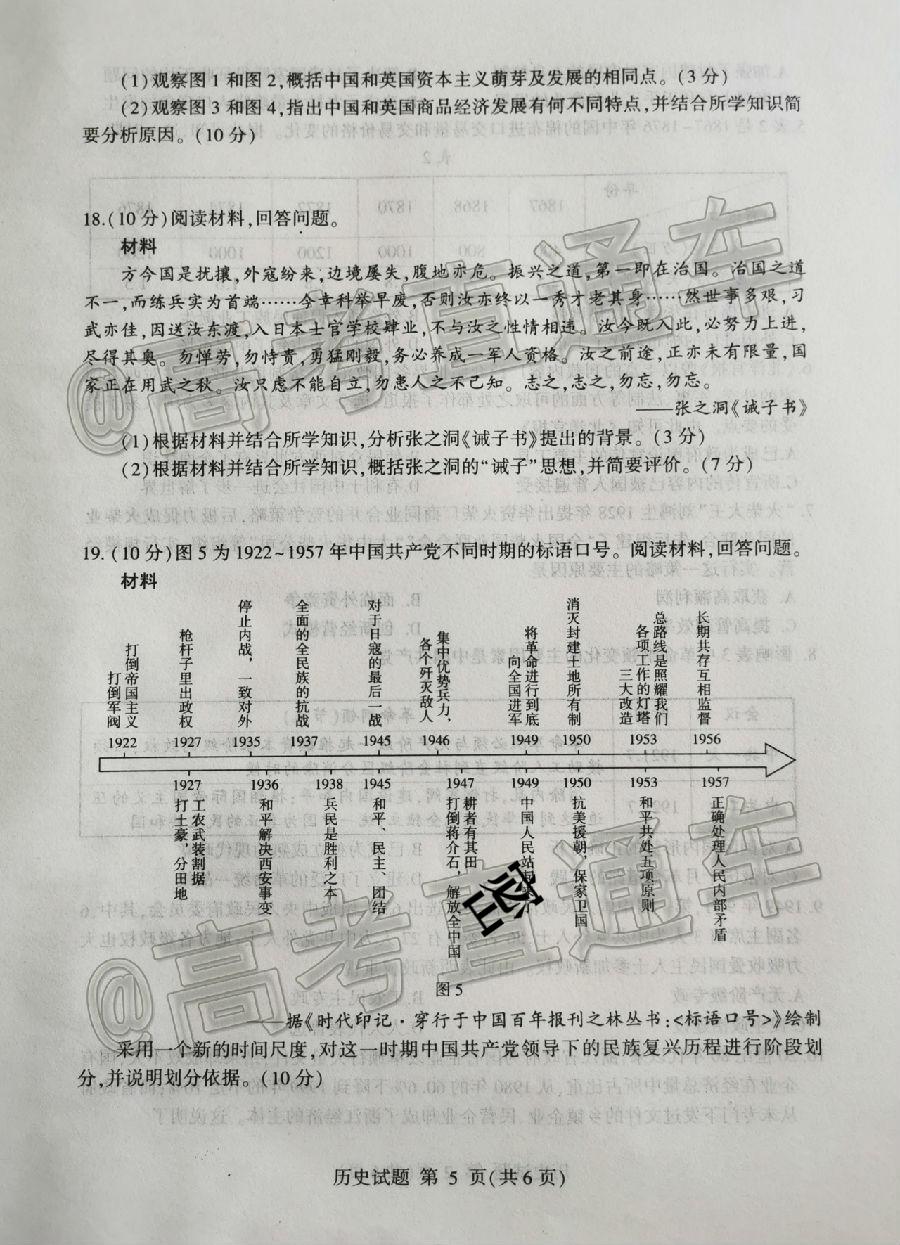 (1)观察图1和图2,概括中国和英国资本主义萌芽及发展的相同点。(3分)
(2)观察图3和图4,指出中国和英国商品经济发展有何不同特点,并结合所学知识简
要分析原因。(10分)
18.(10分)阅读材料,回答问题。
材料
方今国是扰攘,外寇纷来,边境屡失,腹地亦危。振兴之道,第一即在治国。治国之道
不一,而练兵实为首端……今幸科举早废,否则汝亦终以一秀才老其身……然世事多艰,习
武亦佳,因送汝东渡,入日本士官学校肄业,不与汝之性情相违。汝今既入此,必努力上进,
尽得其奥。勿惮劳,勿恃贵,勇猛刚毅,务必养成一军人资格。汝之前途,正亦未有限量,国
家正在用武之秋。汝只虑不能自立,勿患人之不己知。志之,志之,勿忘,勿忘。
——张之洞《诫子书》
(1)根据材料并结合所学知识,分析张之洞《诫子书》提出的背景。(3分)
(2)根据材料并结合所学知识,概括张之洞的“诫子”思想,并简要评价。(7分)
19.(10分)图5为1922~1957年中国共产党不同时期的标语口号。阅读材料,回答问题。
材料
打倒帝国主义
打倒军阀
枪杆子里出政权
停止内战,一致对外
全面的全民族的抗战
对于日寇的最后一战
集中优势兵力,
各个歼灭敌人
将革命进行到底
向全国进军
消灭封建土地所有制
总路线是照耀我们
各项工作的灯塔
三大改造
长期共存互相监督
1922 1927 1935 1937 1945 1946 1949 1950 1953 1956
1927 1936 1938 1945 1947 1949 1950 1953 1957
工农武装割据
打土豪,分田地
和平解决西安事变
兵民是胜利之本
和平、民主、团结
耕者有其田
打倒蒋介石,解放全中国
中国人民站
抗美援朝,保家卫国
和平共处五项原则
正确处理人民内部矛盾
密
图5
据《时代印记·穿行于中国百年报刊之林丛书:<标语口号>》绘制
采用一个新的时间尺度,对这一时期中国共产党领导下的民族复兴历程进行阶段划
分,并说明划分依据。(10分)
历史试题 第 5 页(共6页)
@高考直通车
@高考直通车